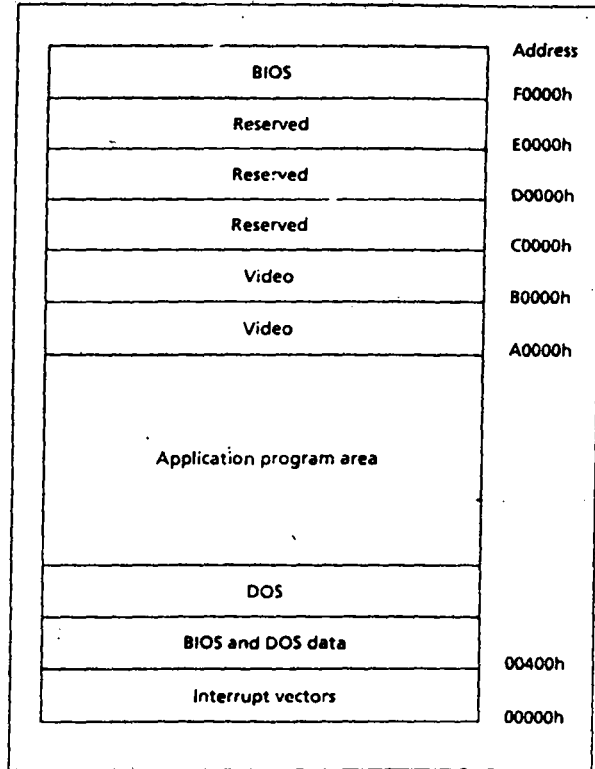 Address
BIOS
F0000h
Reserved
E0000h
Reserved
D0000h
Reserved
C0000h
Video
B0000h
Video
A0000h
Application program area
DOS
BIOS and DOS data
00400h
Interrupt vectors
00000h